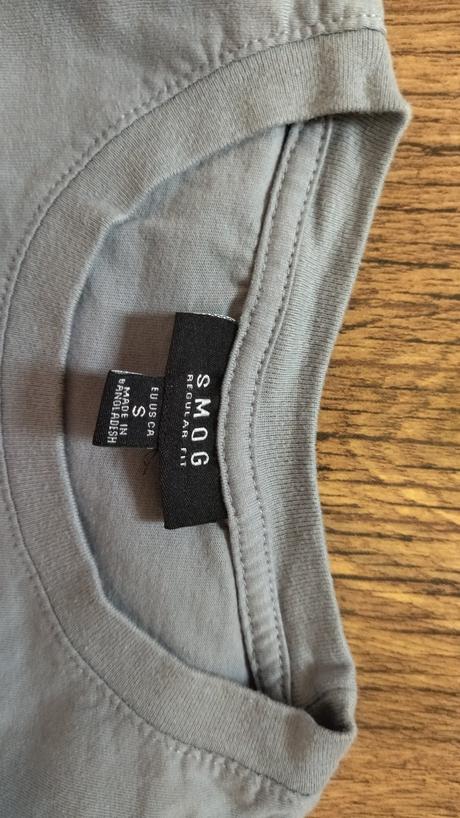 SMOG
REGULAR FIT
EU US CA
S
MADE IN
BANGLADESH